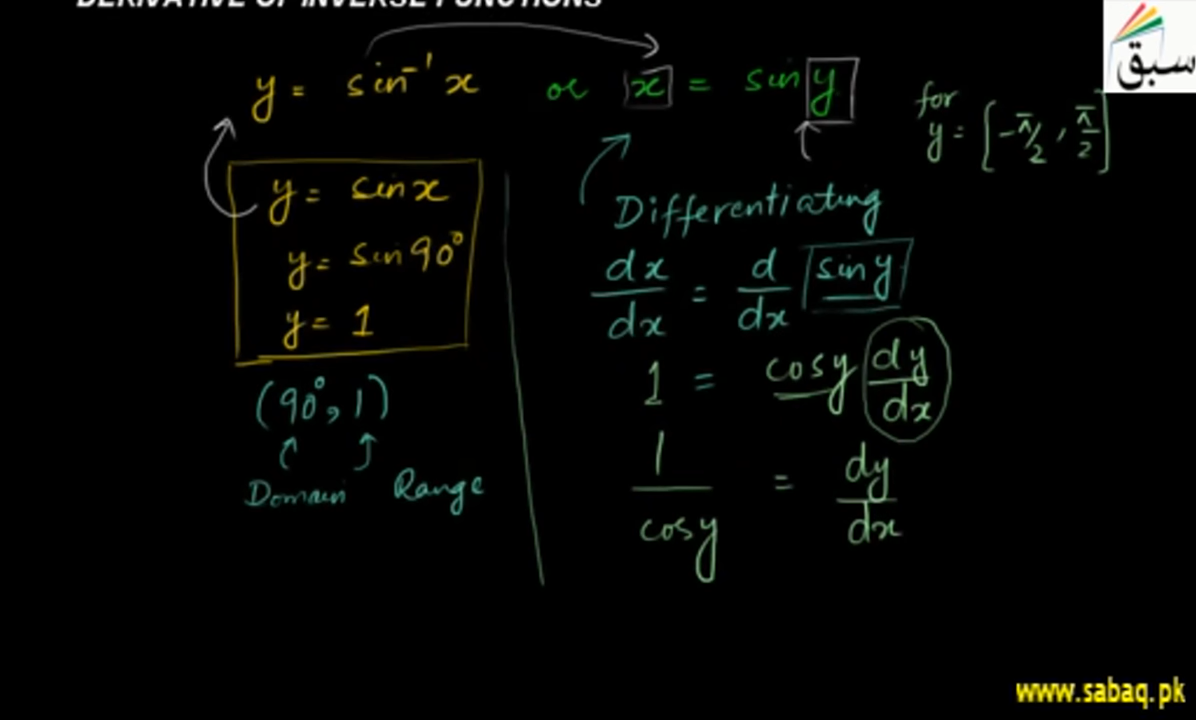 DERIVATIVE OF INVERSE FUNCTIONS
سبق
y = sin⁻¹ x or x = sin y for y = [-π/2, π/2]
y = sin x
y = sin 90°
y = 1
(90°, 1)
Domain Range
Differentiating
dx/dx = d/dx sin y
1 = cos y dy/dx
1/cos y = dy/dx
www.sabaq.pk